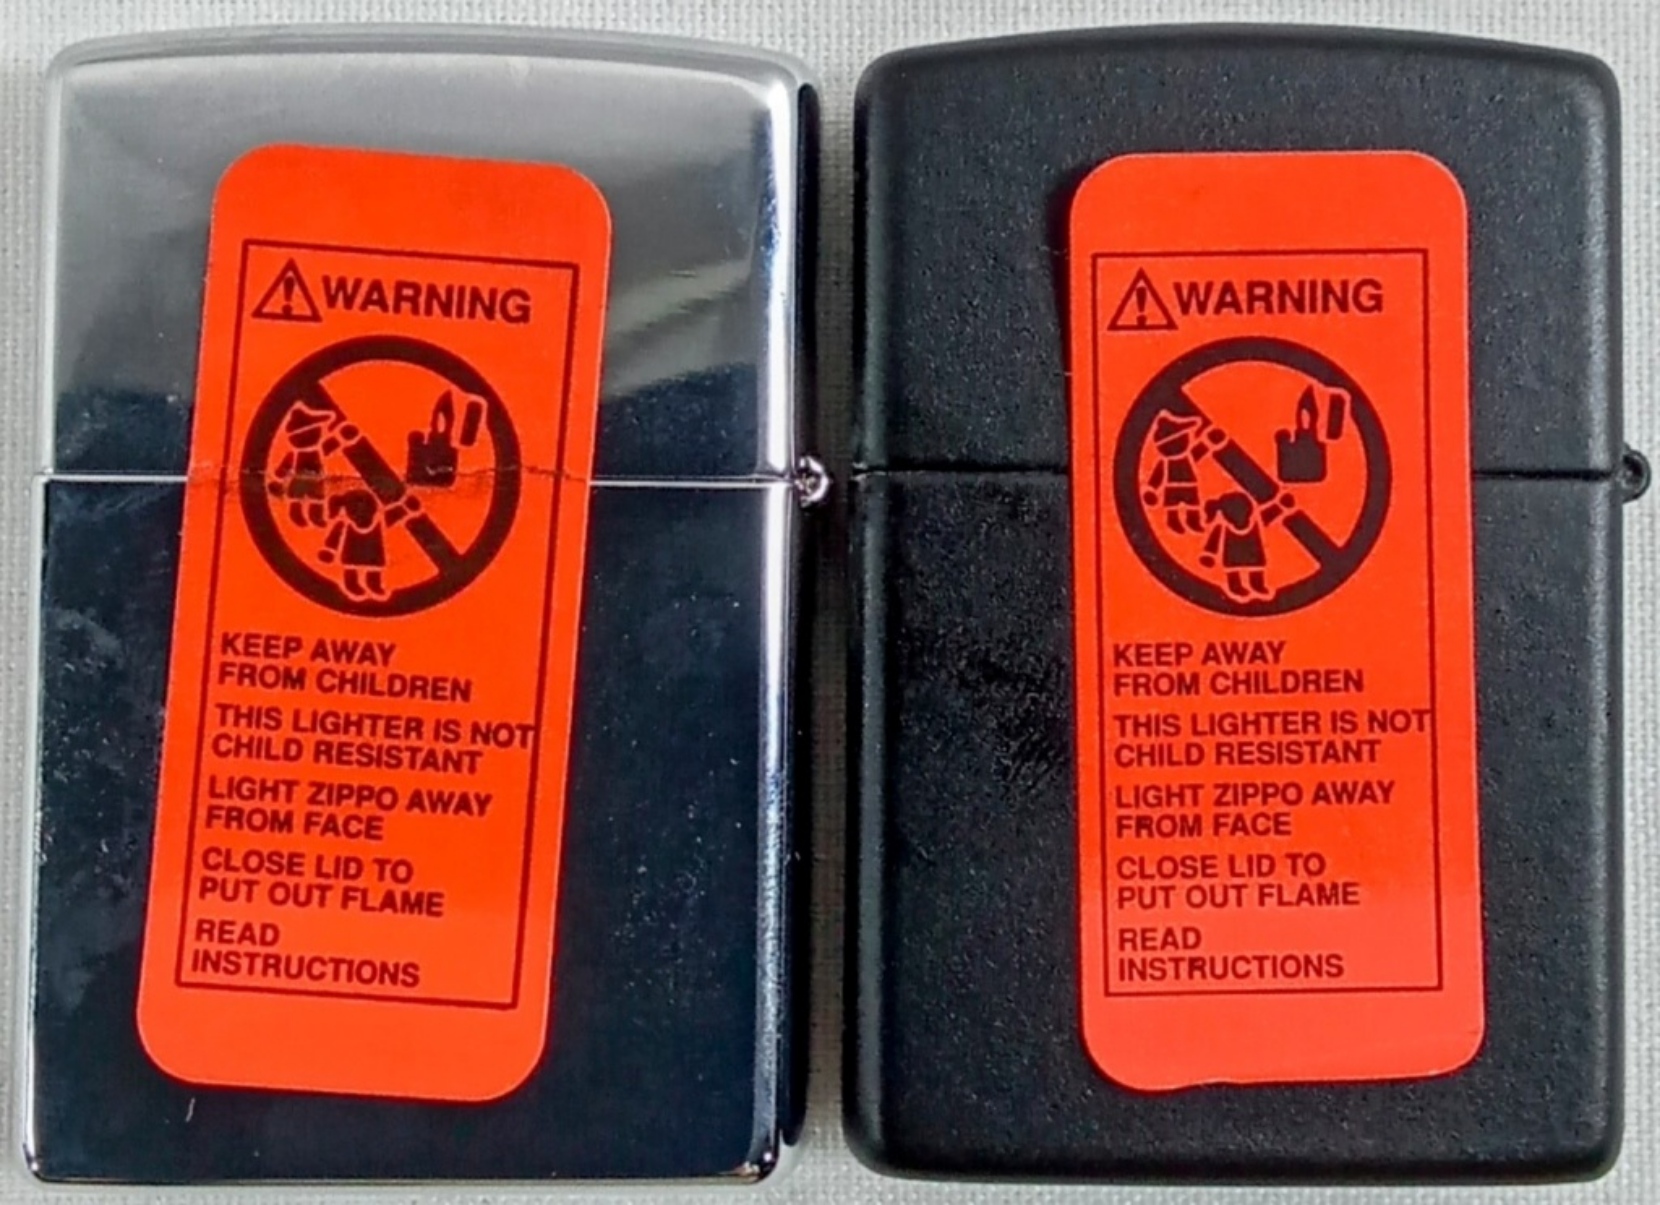 WARNING
KEEP AWAY
FROM CHILDREN
THIS LIGHTER IS NOT
CHILD RESISTANT
LIGHT ZIPPO AWAY
FROM FACE
CLOSE LID TO
PUT OUT FLAME
READ
INSTRUCTIONS
WARNING
KEEP AWAY
FROM CHILDREN
THIS LIGHTER IS NOT
CHILD RESISTANT
LIGHT ZIPPO AWAY
FROM FACE
CLOSE LID TO
PUT OUT FLAME
READ
INSTRUCTIONS